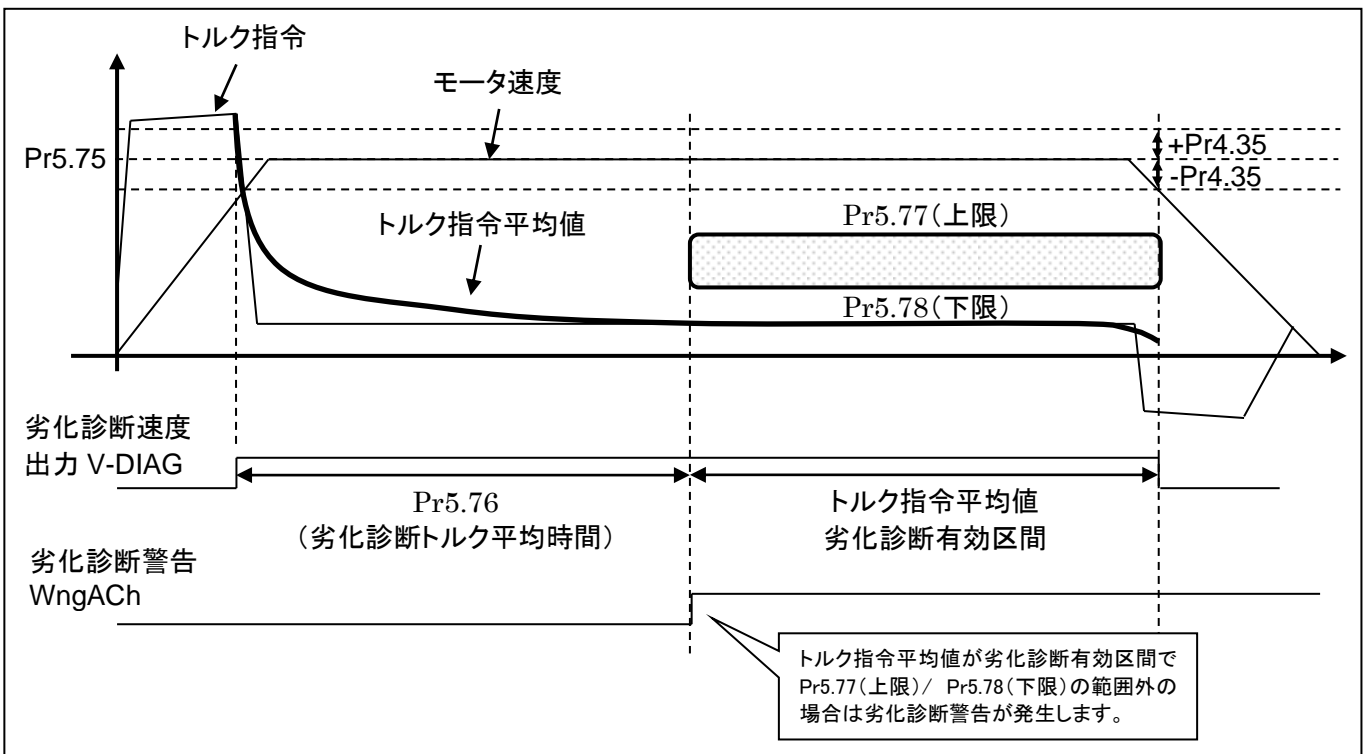 トルク指令
モータ速度
Pr5.75
+Pr4.35
-Pr4.35
トルク指令平均値
Pr5.77(上限)
Pr5.78(下限)
劣化診断速度
出力 V-DIAG
Pr5.76
(劣化診断トルク平均時間)
トルク指令平均値
劣化診断有効区間
劣化診断警告
WngACh
トルク指令平均値が劣化診断有効区間で
Pr5.77(上限)/ Pr5.78(下限)の範囲外の
場合は劣化診断警告が発生します。